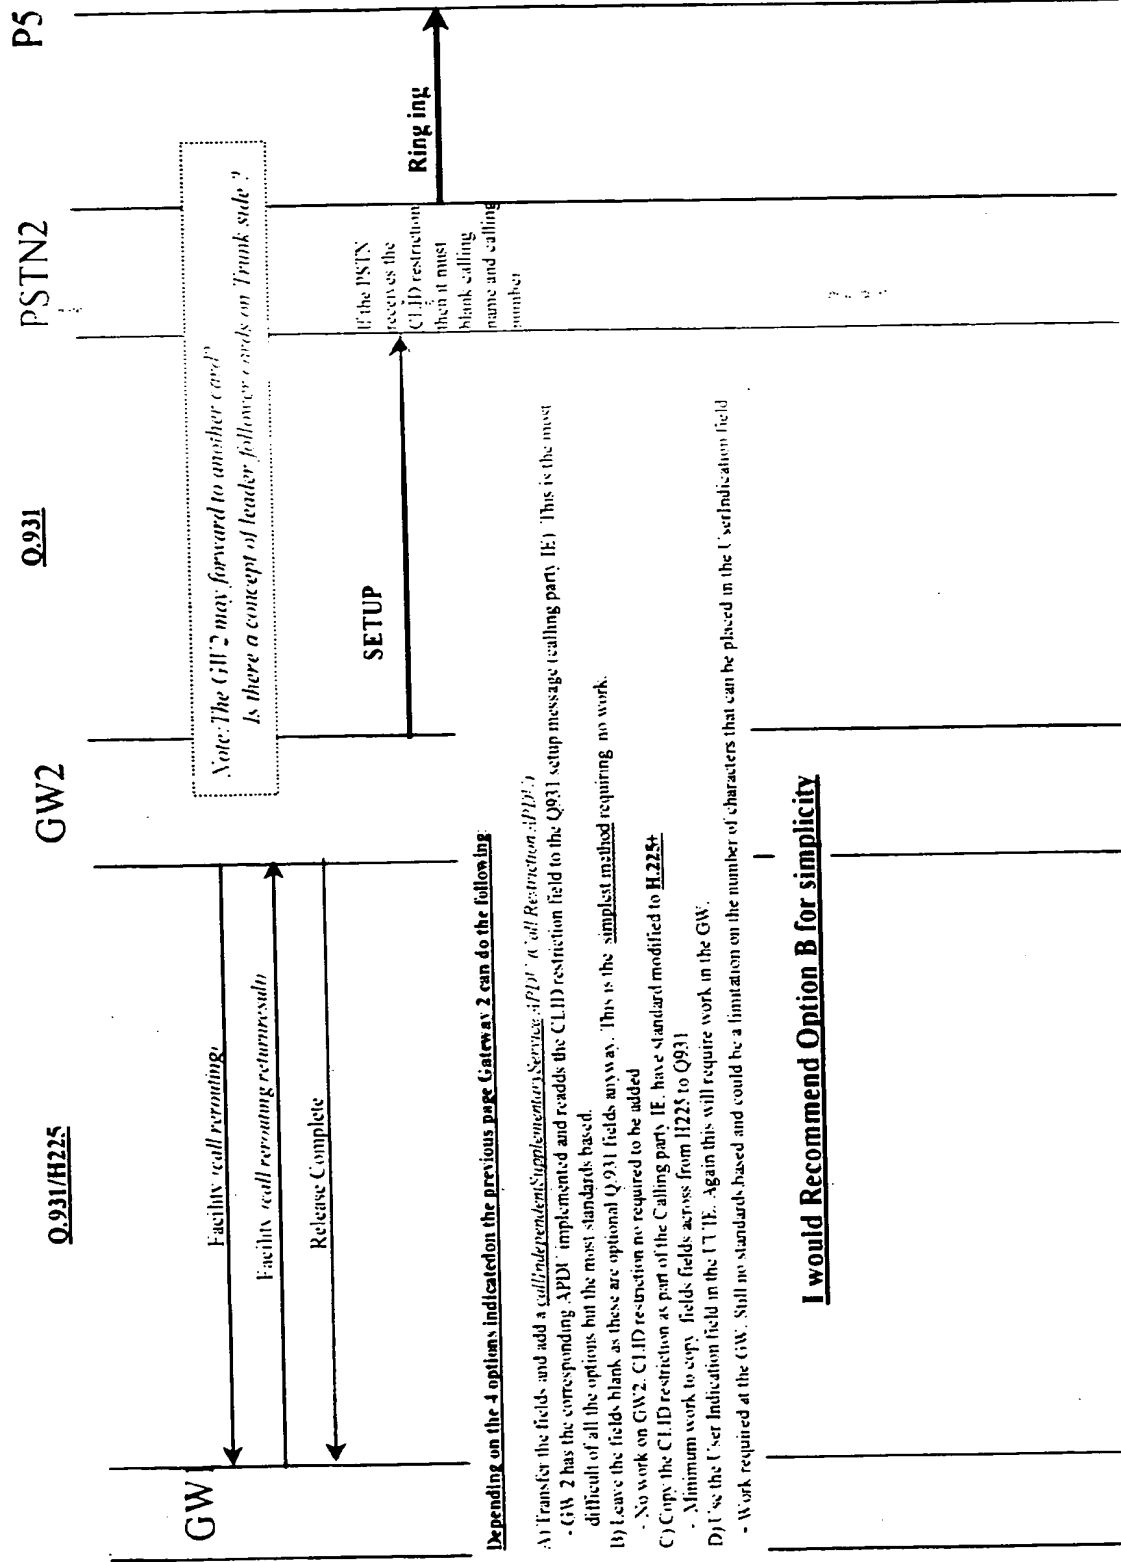 GW1
Q.931/H225
GW2
Q.931
PSTN2
P5
Facility (call rerouting)
Facility (call rerouting returnresult)
Release Complete
Note: The GW2 may forward to another card"
Is there a concept of leader follower cards on Trunk side ?
SETUP
If the PSTN
receives the
CLID restriction
then it must
blank calling
name and calling
number
Ring ing
Depending on the 4 options indicatedon the previous page Gateway 2 can do the following:
A) Transfer the fields and add a callIndependentSupplementaryService APDU (Call Restriction APDU)
- GW 2 has the corresponding APDU implemented and readds the CLID restriction field to the Q931 setup message (calling party IE) This is the most
difficult of all the options but the most standards based.
B) Leave the fields blank as these are optional Q.931 fields anyway. This is the simplest method requiring no work.
- No work on GW2. CLID restriction no required to be added
C) Copy the CLID restriction as part of the Calling party IE. have standard modified to H.225+
- Minimum work to copy fields across from H225 to Q931
D) Use the User Indication field in the UU IE. Again this will require work in the GW.
- Work required at the GW. Still no standards based and could be a limitation on the number of characters that can be placed in the UserIndication field
I would Recommend Option B for simplicity